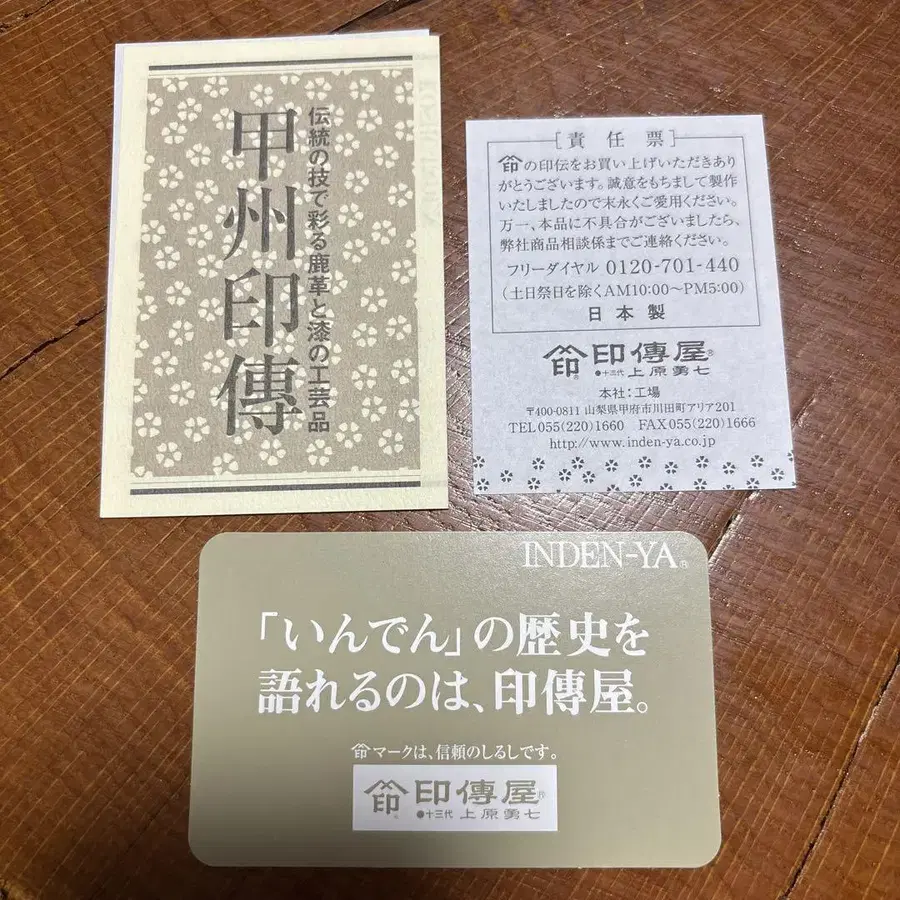 伝統の技で彩る鹿革と漆の工芸品
甲州印傳
[責任票]
印の印伝をお買い上げいただきあり
がとうございます。誠意をもちまして製作
いたしましたので末永くご愛用ください。
万一、本品に不具合がございましたら、
弊社商品相談係までご連絡ください。
フリーダイヤル 0120-701-440
(土日祭日を除くAM10:00〜PM5:00)
日本製
印 印傳屋®
●十三代 上原勇七
本社:工場
〒400-0811 山梨県甲府市川田町アリア201
TEL055(220)1660 FAX055(220)1666
http://www.inden-ya.co.jp
INDEN-YA®
「いんでん」の歴史を
語れるのは、印傳屋。
印マークは、信頼のしるしです。
印 印傳屋®
●十三代 上原勇七